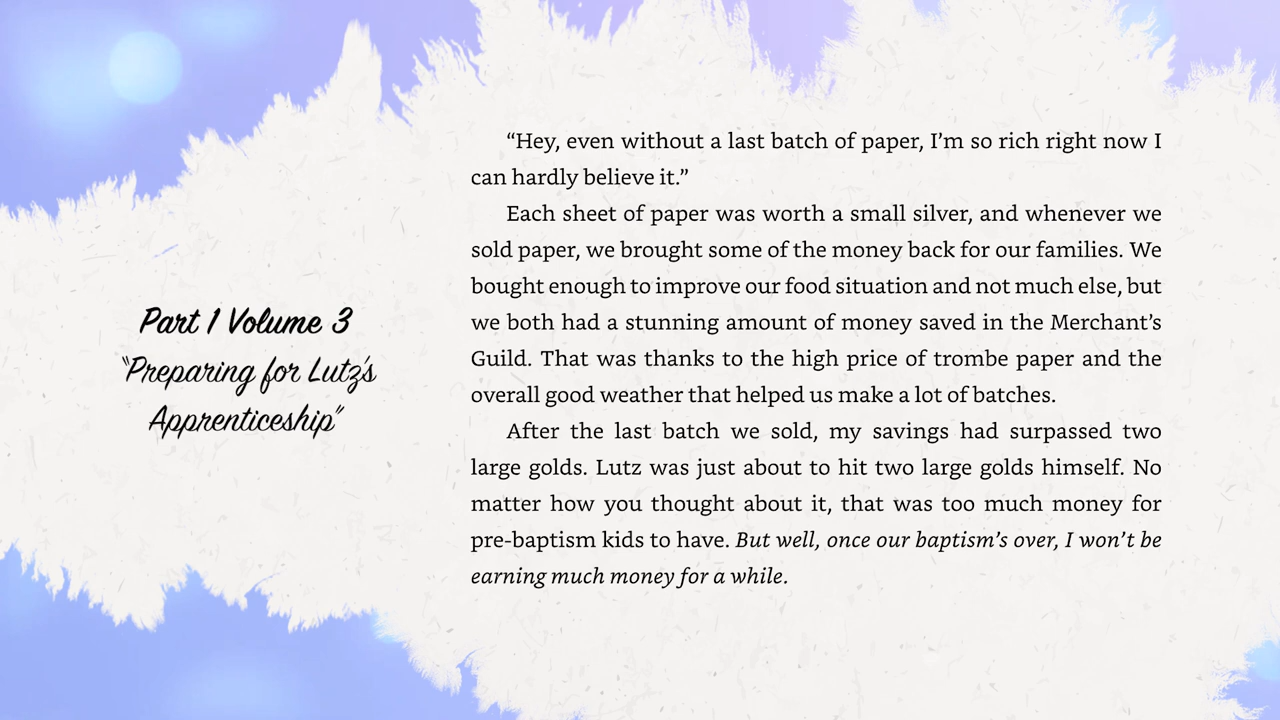 Part 1 Volume 3
“Preparing for Lutz’s
Apprenticeship”
“Hey, even without a last batch of paper, I’m so rich right now I
can hardly believe it.”
Each sheet of paper was worth a small silver, and whenever we
sold paper, we brought some of the money back for our families. We
bought enough to improve our food situation and not much else, but
we both had a stunning amount of money saved in the Merchant’s
Guild. That was thanks to the high price of trombe paper and the
overall good weather that helped us make a lot of batches.
After the last batch we sold, my savings had surpassed two
large golds. Lutz was just about to hit two large golds himself. No
matter how you thought about it, that was too much money for
pre-baptism kids to have. But well, once our baptism’s over, I won’t be
earning much money for a while.